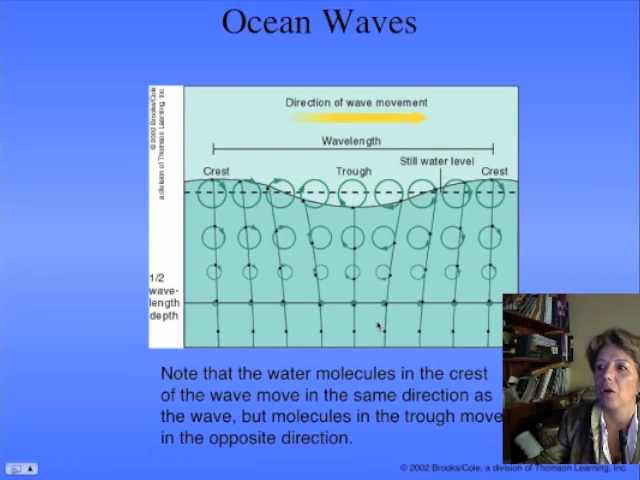 Ocean Waves
© 2002 Brooks/Cole
a division of Thomson Learning, Inc.
Direction of wave movement
Wavelength
Still water level
Crest
Trough
Crest
1/2
wave-
length
depth
Note that the water molecules in the crest
of the wave move in the same direction as
the wave, but molecules in the trough move
in the opposite direction.
© 2002 Brooks/Cole, a division of Thomson Learning, Inc.